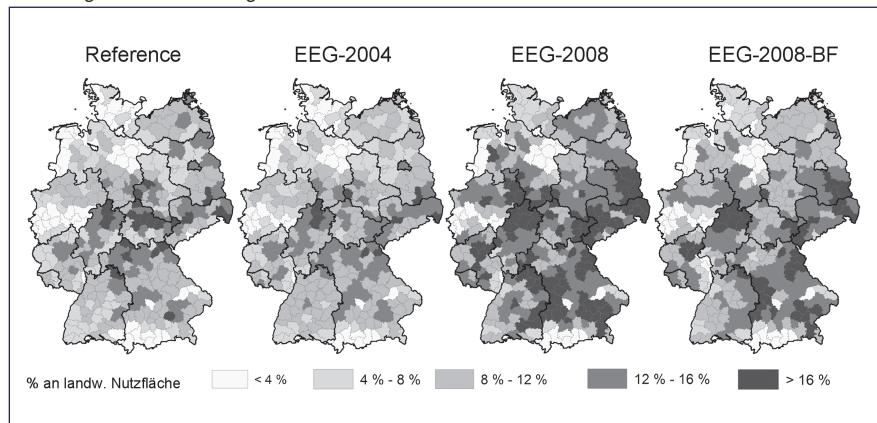 Reference
EEG-2004
EEG-2008
EEG-2008-BF
% an landw. Nutzfläche
< 4 %
4 % - 8 %
8 % - 12 %
12 % - 16 %
> 16 %